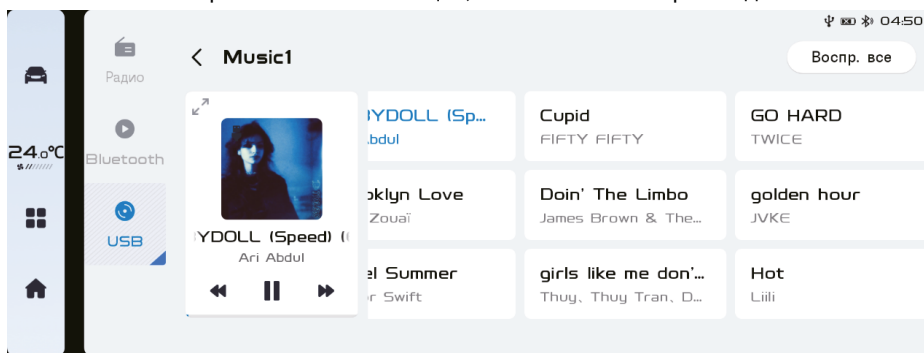 04:50
Радио
Music1
Воспр. все
Bluetooth
24.0°C
USB
YDOLL (Speed) (
Ari Abdul
YDOLL (Sp...
Abdul
Cupid
FIFTY FIFTY
GO HARD
TWICE
oklyn Love
Zouaï
Doin' The Limbo
James Brown & The...
golden hour
JVKE
el Summer
r Swift
girls like me don'...
Thuy、Thuy Tran、D...
Hot
Liili